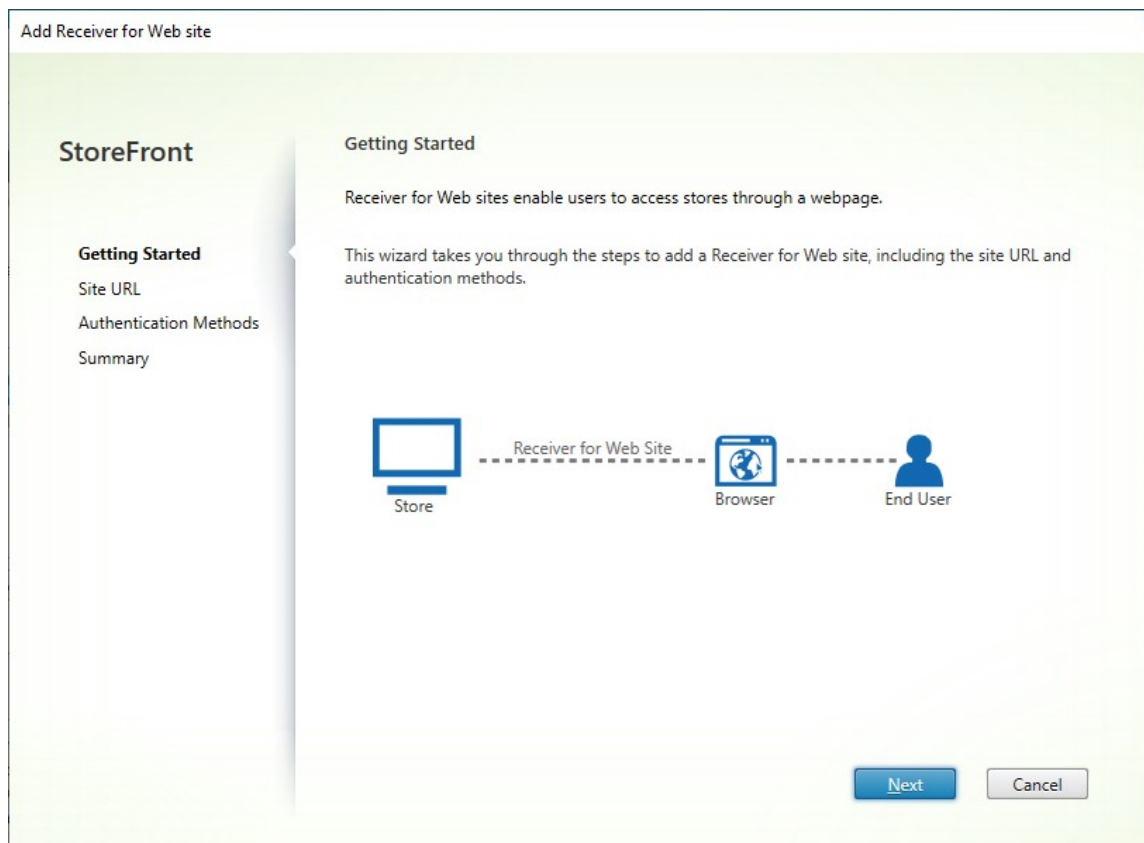 Add Receiver for Web site
StoreFront
Getting Started
Site URL
Authentication Methods
Summary
Getting Started
Receiver for Web sites enable users to access stores through a webpage.
This wizard takes you through the steps to add a Receiver for Web site, including the site URL and
authentication methods.
Receiver for Web Site
Store
Browser
End User
Next
Cancel